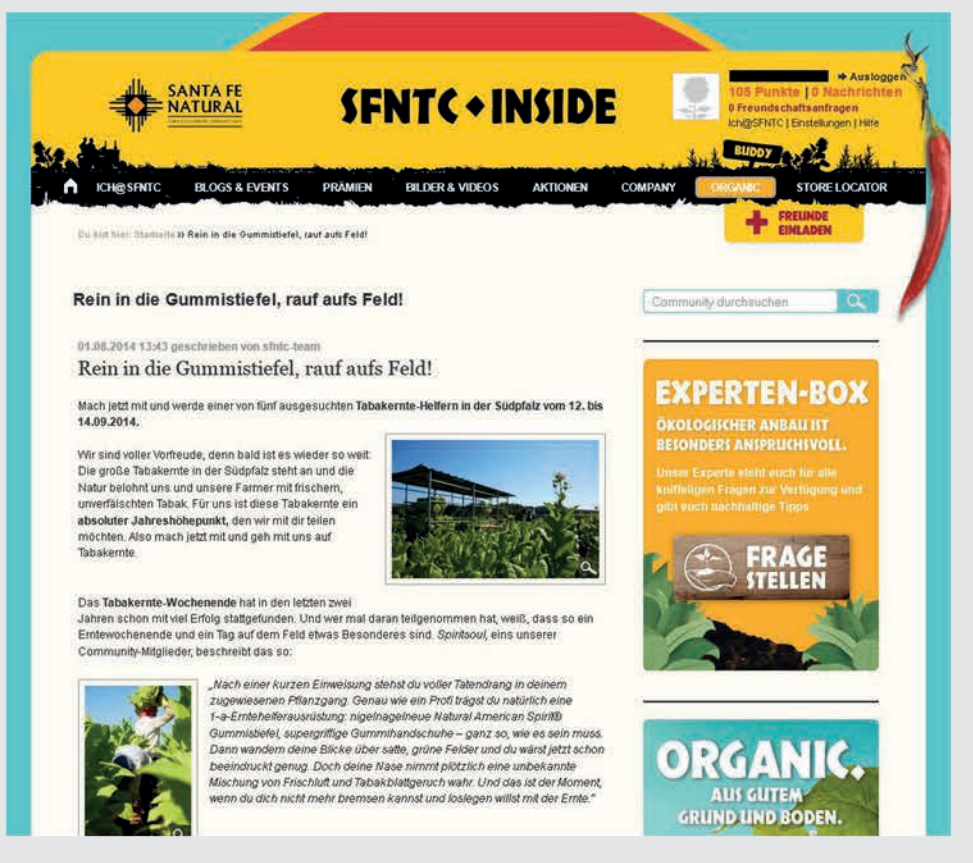 SANTA FE
NATURAL
SFNTC INSIDE
Ausloggen
105 Punkte | 0 Nachrichten
0 Freundschaftsanfragen
Ich@SFNTC | Einstellungen | Hilfe
BUDDY
ICH@SFNTC BLOGS & EVENTS PRÄMIEN BILDER & VIDEOS AKTIONEN COMPANY ORGANIC STORE LOCATOR
FREUNDE
EINLADEN
Du bist hier: Startseite » Rein in die Gummistiefel, rauf aufs Feld!
Rein in die Gummistiefel, rauf aufs Feld!
01.08.2014 13:43 geschrieben von sfntc-team
Rein in die Gummistiefel, rauf aufs Feld!
Mach jetzt mit und werde einer von fünf ausgesuchten Tabakernte-Helfern in der Südpfalz vom 12. bis
14.09.2014.
Wir sind voller Vorfreude, denn bald ist es wieder so weit:
Die große Tabakernte in der Südpfalz steht an und die
Natur belohnt uns und unsere Farmer mit frischem,
unverfälschten Tabak. Für uns ist diese Tabakernte ein
absoluter Jahreshöhepunkt, den wir mit dir teilen
möchten. Also mach jetzt mit und geh mit uns auf
Tabakernte.
Das Tabakernte-Wochenende hat in den letzten zwei
Jahren schon mit viel Erfolg stattgefunden. Und wer mal daran teilgenommen hat, weiß, dass so ein
Erntewochenende und ein Tag auf dem Feld etwas Besonderes sind. Spiritsoul, eins unserer
Community-Mitglieder, beschreibt das so:
„Nach einer kurzen Einweisung stehst du voller Tatendrang in deinem
zugewiesenen Pflanzgang. Genau wie ein Profi trägst du natürlich eine
1-a-Erntehelferausrüstung: nigelnagelneue Natural American Spirit®
Gummistiefel, supergriffige Gummihandschuhe – ganz so, wie es sein muss.
Dann wandern deine Blicke über satte, grüne Felder und du wärst jetzt schon
beeindruckt genug. Doch deine Nase nimmt plötzlich eine unbekannte
Mischung von Frischluft und Tabakblattgeruch wahr. Und das ist der Moment,
wenn du dich nicht mehr bremsen kannst und loslegen willst mit der Ernte."
Community durchsuchen
EXPERTEN-BOX
ÖKOLOGISCHER ANBAU IST
BESONDERS ANSPRUCHSVOLL.
Unser Experte steht euch für alle
kniffeligen Fragen zur Verfügung und
gibt euch nachhaltige Tipps
FRAGE
STELLEN
ORGANIC.
AUS GUTEM
GRUND UND BODEN.